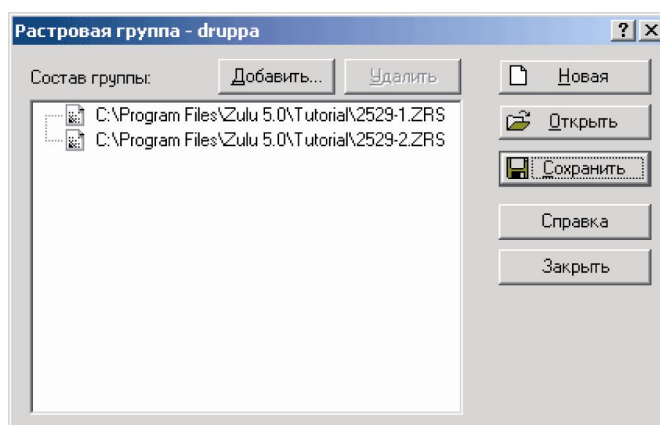 Растровая группа - druppa
Состав группы:
Добавить...
Удалить
C:\Program Files\Zulu 5.0\Tutorial\2529-1.ZRS
C:\Program Files\Zulu 5.0\Tutorial\2529-2.ZRS
Новая
Открыть
Сохранить
Справка
Закрыть